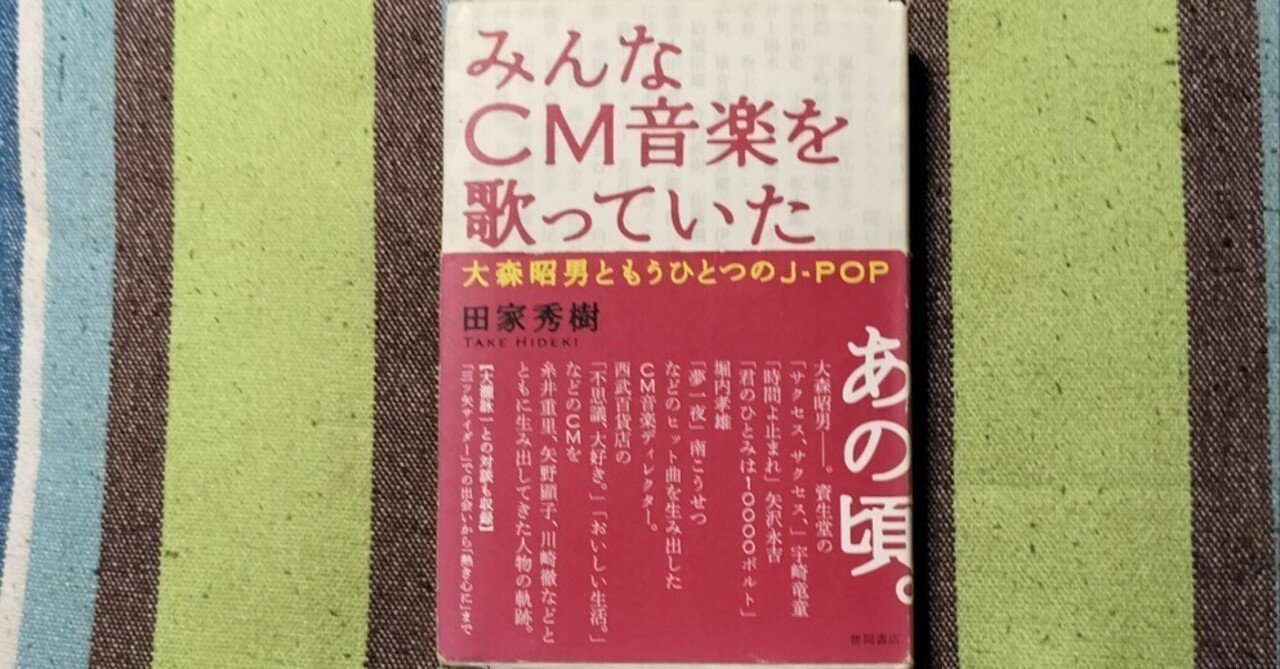 みんな
CM音楽を
歌っていた
大森昭男ともうひとつのJ-POP
田家秀樹
TAKE HIDEKI
あの頃。
大森昭男――。資生堂の
「サクセス、サクセス、」宇崎竜童
「時間よ止まれ」矢沢永吉
「君のひとみは10000ボルト」
堀内孝雄
「夢一夜」南こうせつ
などのヒット曲を生み出した
CM音楽ディレクター。
西武百貨店の
「不思議、大好き。」「おいしい生活。」
などのCMを
糸井重里、矢野顕子、川崎徹などと
ともに生み出してきた人物の軌跡。
【大瀧詠一との対談も収録】
「三ツ矢サイダー」での出会いから「熱き心に」まで
徳間書店